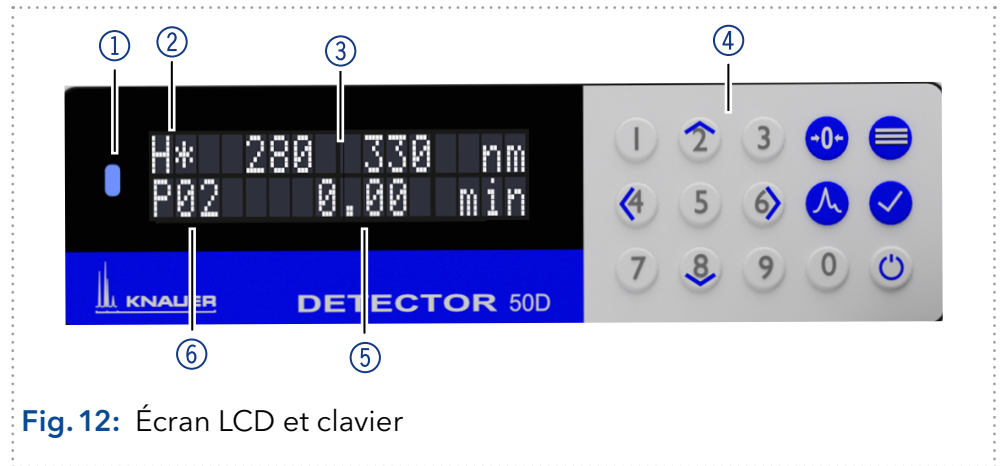 ① ② ③ ④
H* 280 330 nm
P02 0.00 min
1 2 3 →0←
4 5 6
7 8 9 0
KNAUER DETECTOR 50D
⑥ ⑤
Fig. 12: Écran LCD et clavier